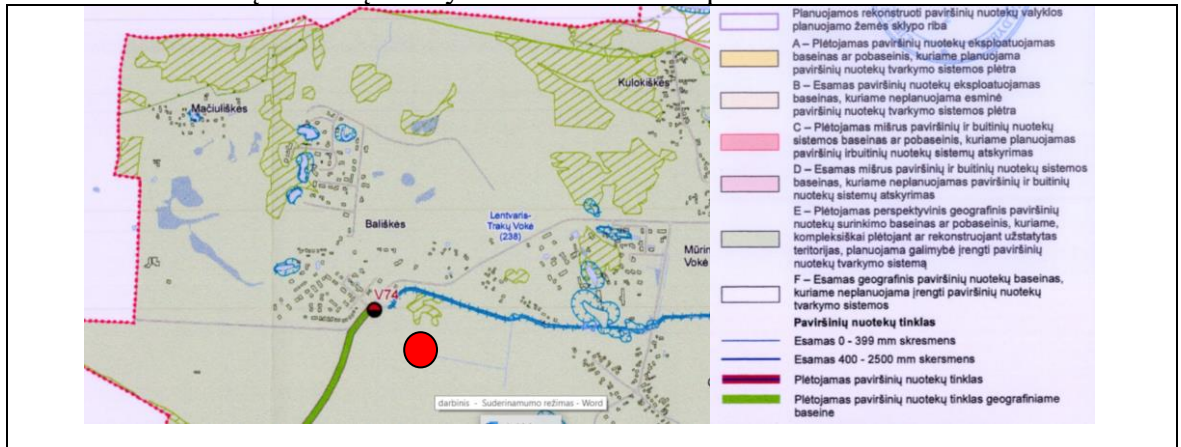 Mačiuliškės
Kulokiškės
Bališkės
Lentvaris-
Trakų Vokė
(238)
Mūrin
Vokė
V74
darbinis - Suderinamumo režimas - Word
Planuojamos rekonstruoti paviršinių nuotekų valyklos
planuojamo žemės sklypo riba
A – Plėtojamas paviršinių nuotekų eksploatuojamas
baseinas ar pobaseinis, kuriame planuojama
paviršinių nuotekų tvarkymo sistemos plėtra
B – Esamas paviršinių nuotekų eksploatuojamas
baseinas, kuriame neplanuojama esminė
paviršinių nuotekų tvarkymo sistemos plėtra
C – Plėtojamas mišrus paviršinių ir buitinių nuotekų
sistemos baseinas ar pobaseinis, kuriame planuojamas
paviršinių irbuitinių nuotekų sistemų atskyrimas
D – Esamas mišrus paviršinių ir buitinių nuotekų sistemos
baseinas, kuriame neplanuojamas paviršinių ir buitinių
nuotekų sistemų atskyrimas
E – Plėtojamas perspektyvinis geografinis paviršinių
nuotekų surinkimo baseinas ar pobaseinis, kuriame,
kompleksiškai plėtojant ar rekonstruojant užstatytas
teritorijas, planuojama galimybė įrengti paviršinių
nuotekų tvarkymo sistemą
F – Esamas geografinis paviršinių nuotekų baseinas,
kuriame neplanuojama įrengti paviršinių nuotekų
tvarkymo sistemos
Paviršinių nuotekų tinklas
Esamas 0 - 399 mm skresmens
Esamas 400 - 2500 mm skersmens
Plėtojamas paviršinių nuotekų tinklas
Plėtojamas paviršinių nuotekų tinklas geografiniame
baseine